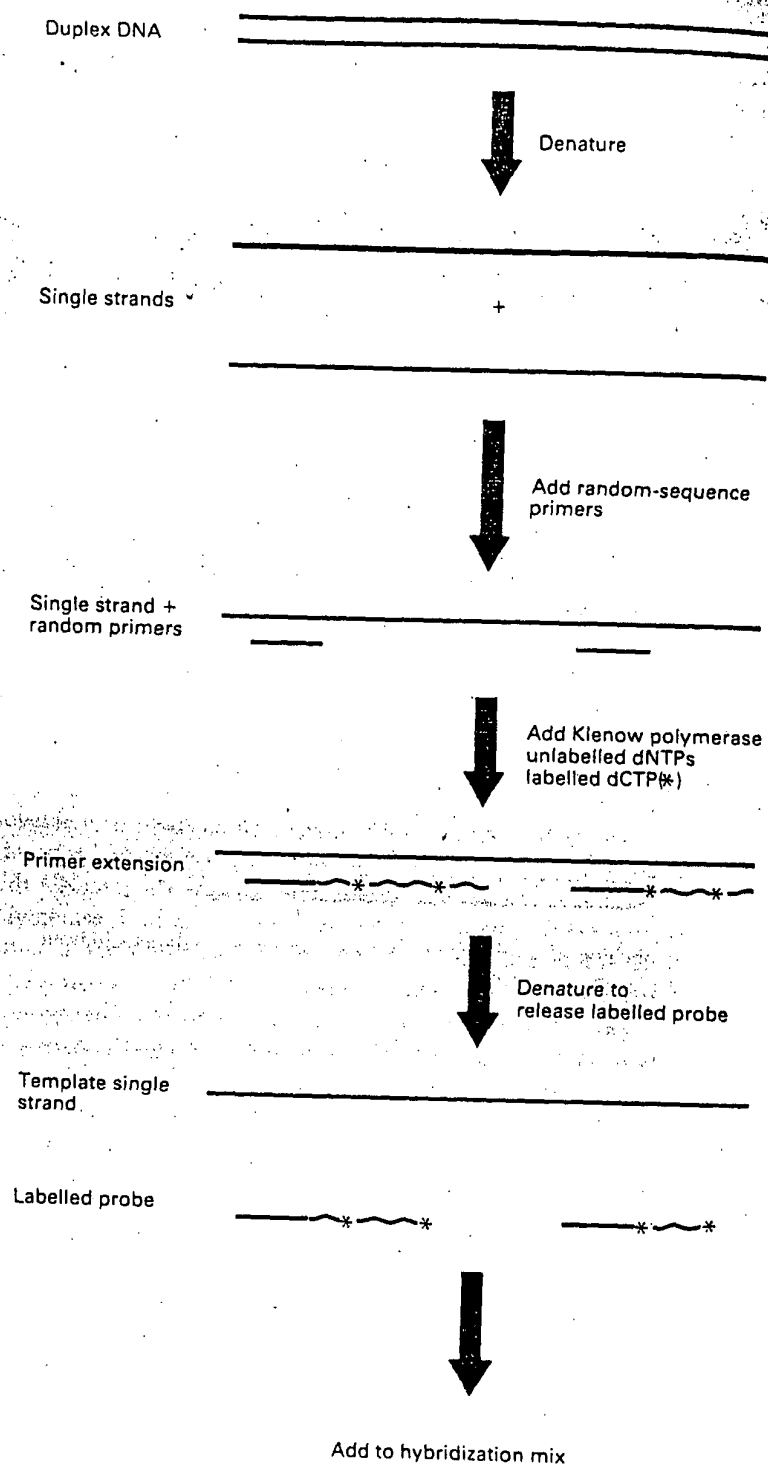 Duplex DNA
Denature
Single strands
+
Add random-sequence
primers
Single strand +
random primers
Add Klenow polymerase
unlabelled dNTPs
labelled dCTP(*)
Primer extension
* * * *
Denature to
release labelled probe
Template single
strand
Labelled probe
* * * *
Add to hybridization mix